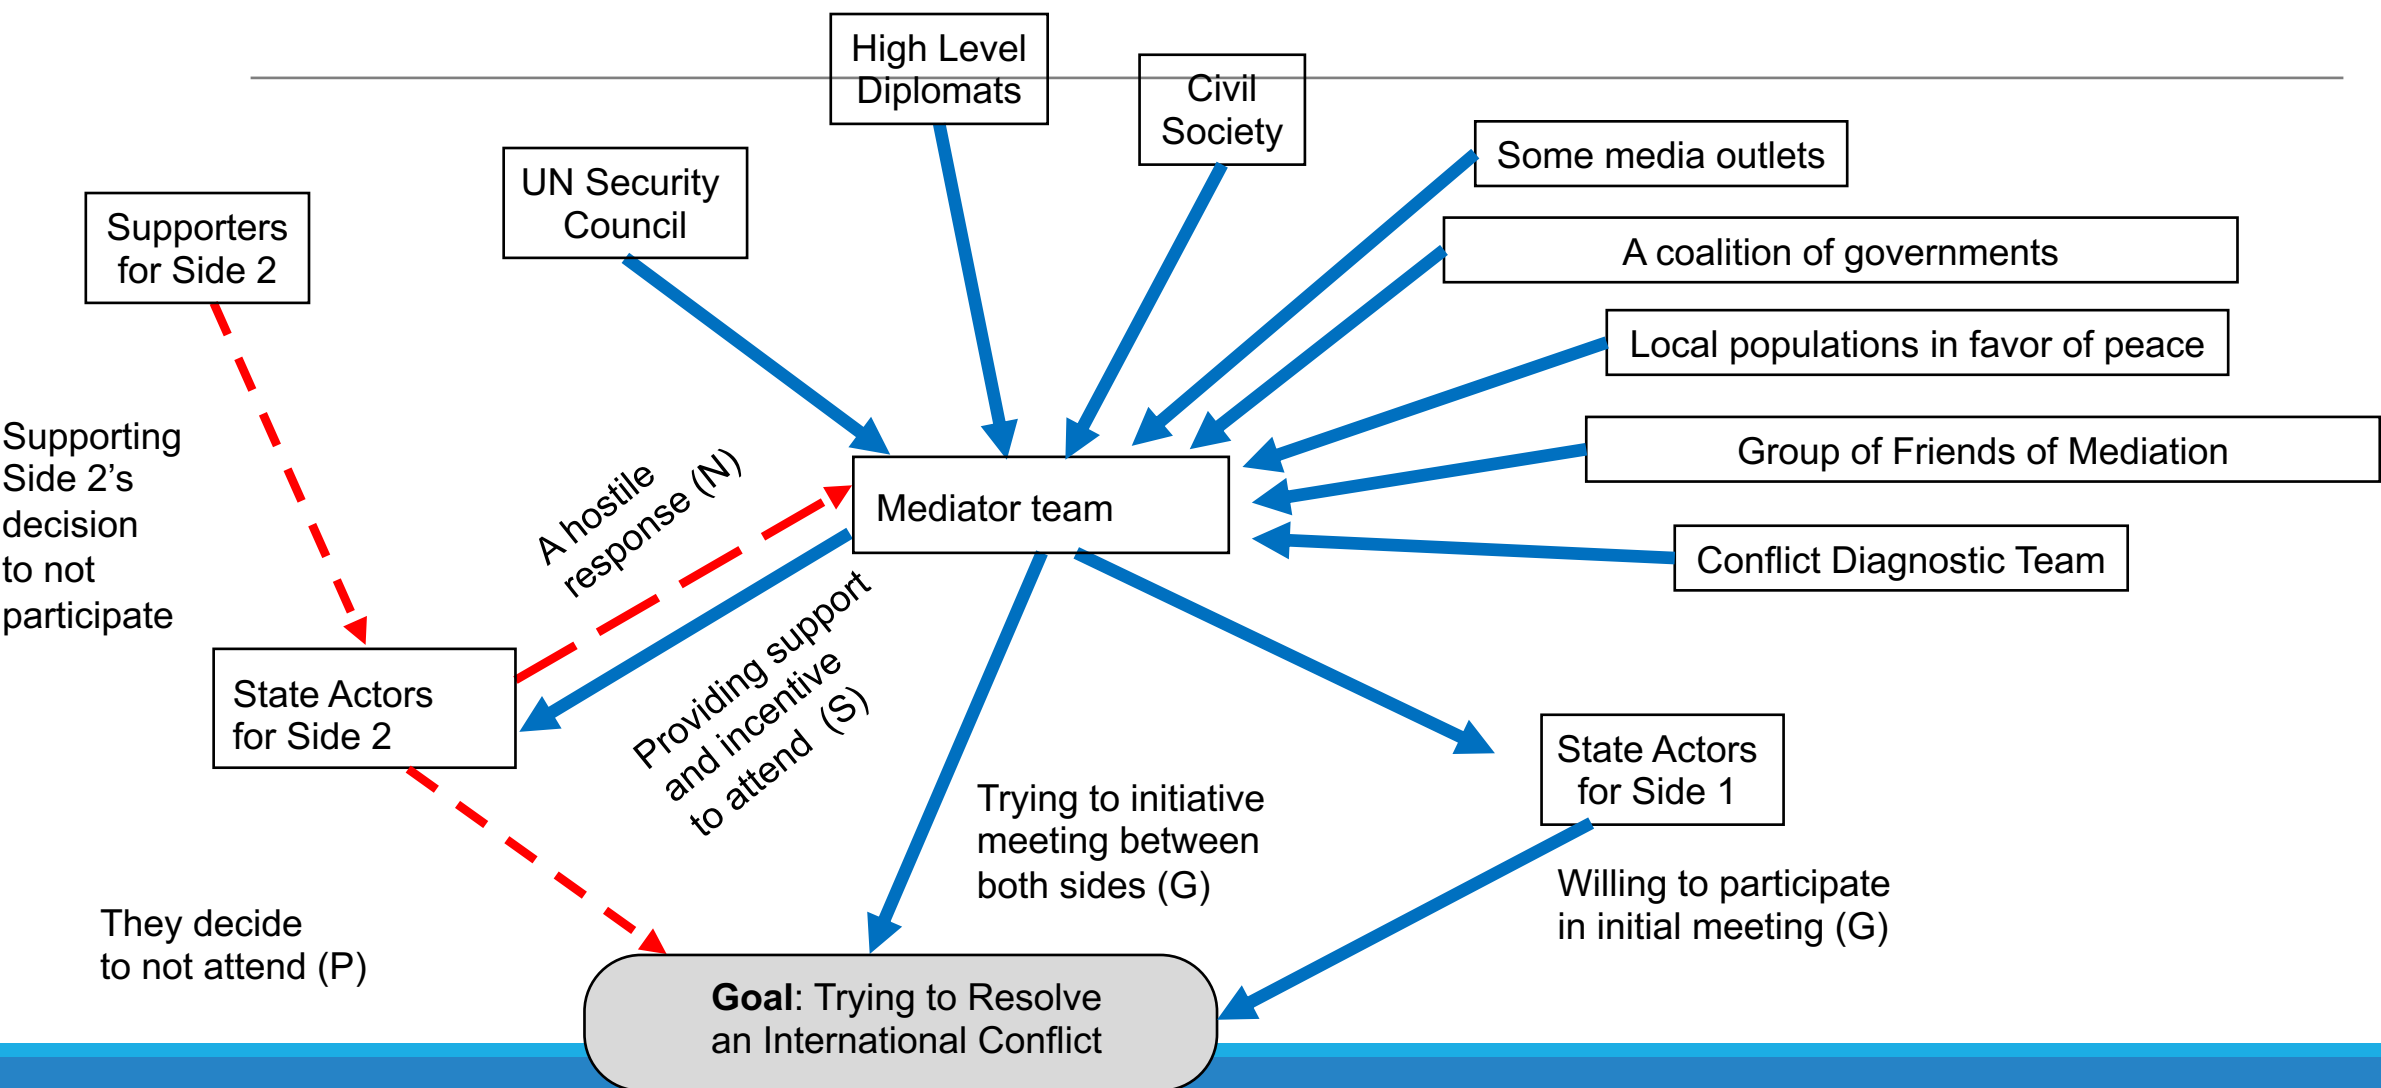 High Level
Diplomats
Civil
Society
Some media outlets
UN Security
Council
Supporters
for Side 2
A coalition of governments
Local populations in favor of peace
Group of Friends of Mediation
Conflict Diagnostic Team
Supporting
Side 2’s
decision
to not
participate
A hostile
response (N)
Mediator team
Providing support
and incentive
to attend (S)
State Actors
for Side 2
State Actors
for Side 1
Trying to initiative
meeting between
both sides (G)
Willing to participate
in initial meeting (G)
They decide
to not attend (P)
Goal: Trying to Resolve
an International Conflict